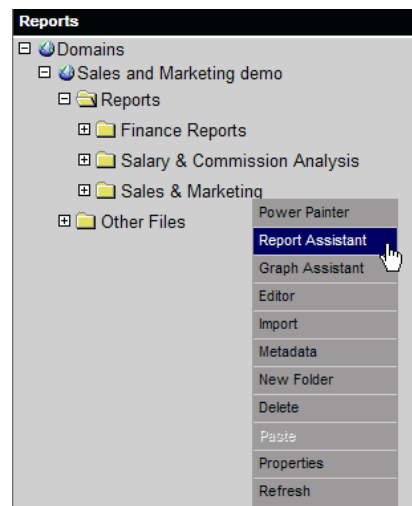 Reports
Domains
Sales and Marketing demo
Reports
Finance Reports
Salary & Commission Analysis
Sales & Marketing
Other Files
Power Painter
Report Assistant
Graph Assistant
Editor
Import
Metadata
New Folder
Delete
Paste
Properties
Refresh